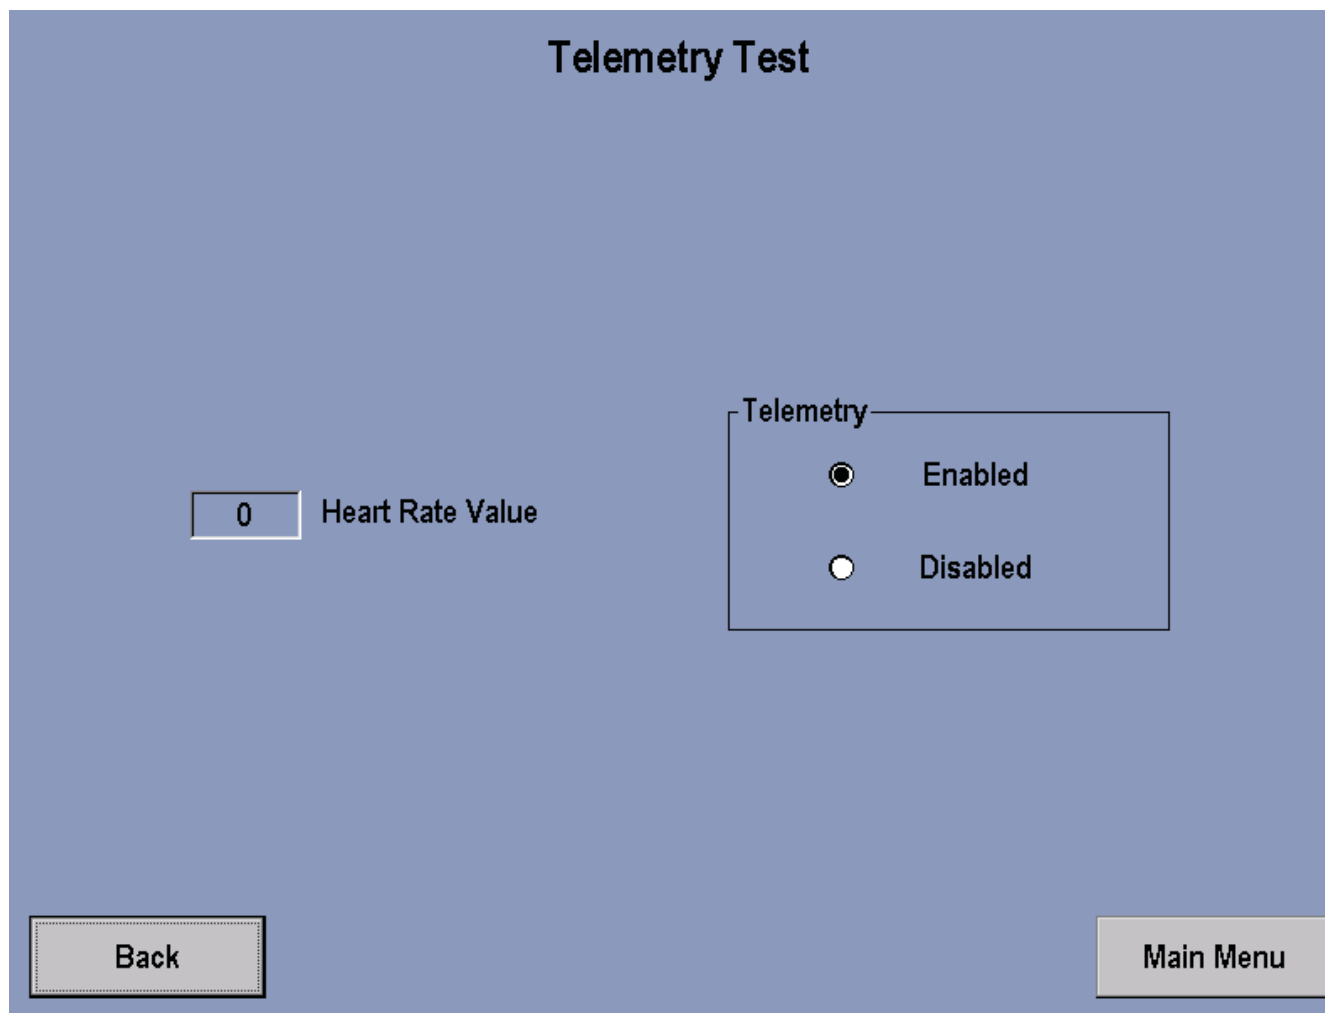 Telemetry Test
Telemetry
Enabled
0 Heart Rate Value
Disabled
Back
Main Menu